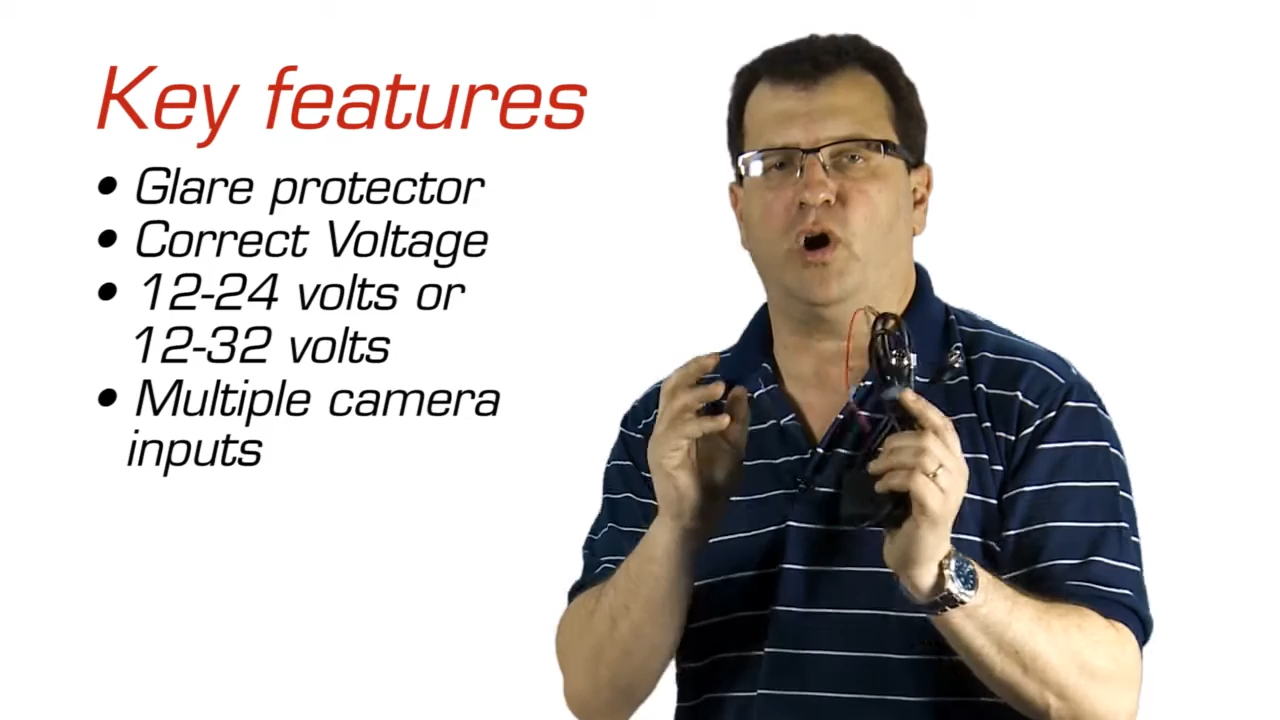 Key features
• Glare protector
• Correct Voltage
• 12-24 volts or
12-32 volts
• Multiple camera
inputs